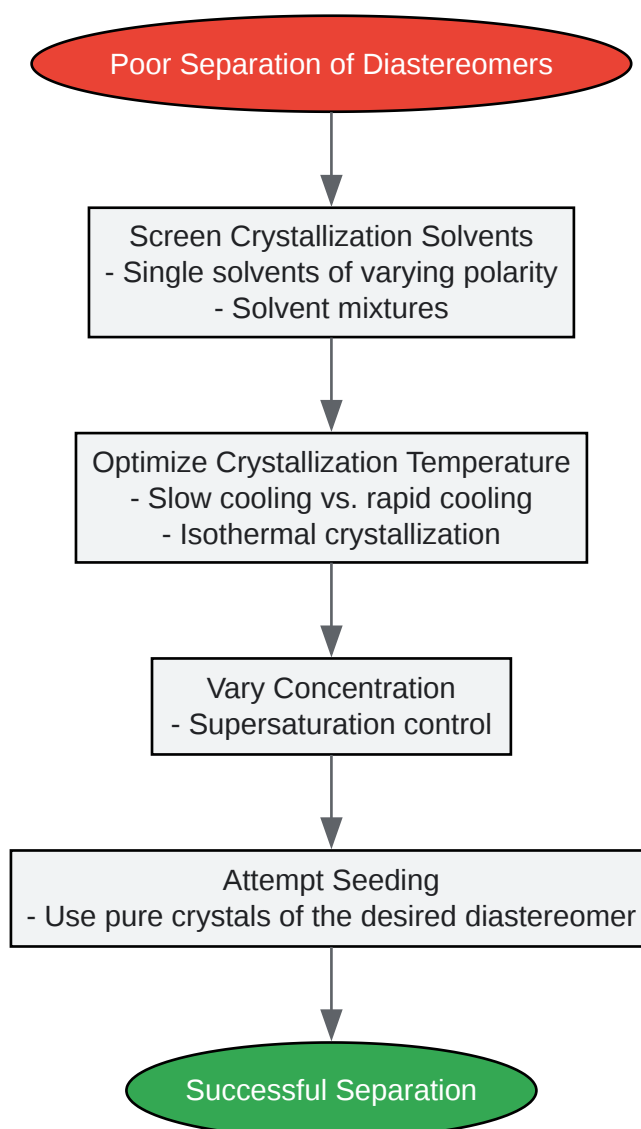 Poor Separation of Diastereomers
Screen Crystallization Solvents
- Single solvents of varying polarity
- Solvent mixtures
Optimize Crystallization Temperature
- Slow cooling vs. rapid cooling
- Isothermal crystallization
Vary Concentration
- Supersaturation control
Attempt Seeding
- Use pure crystals of the desired diastereomer
Successful Separation